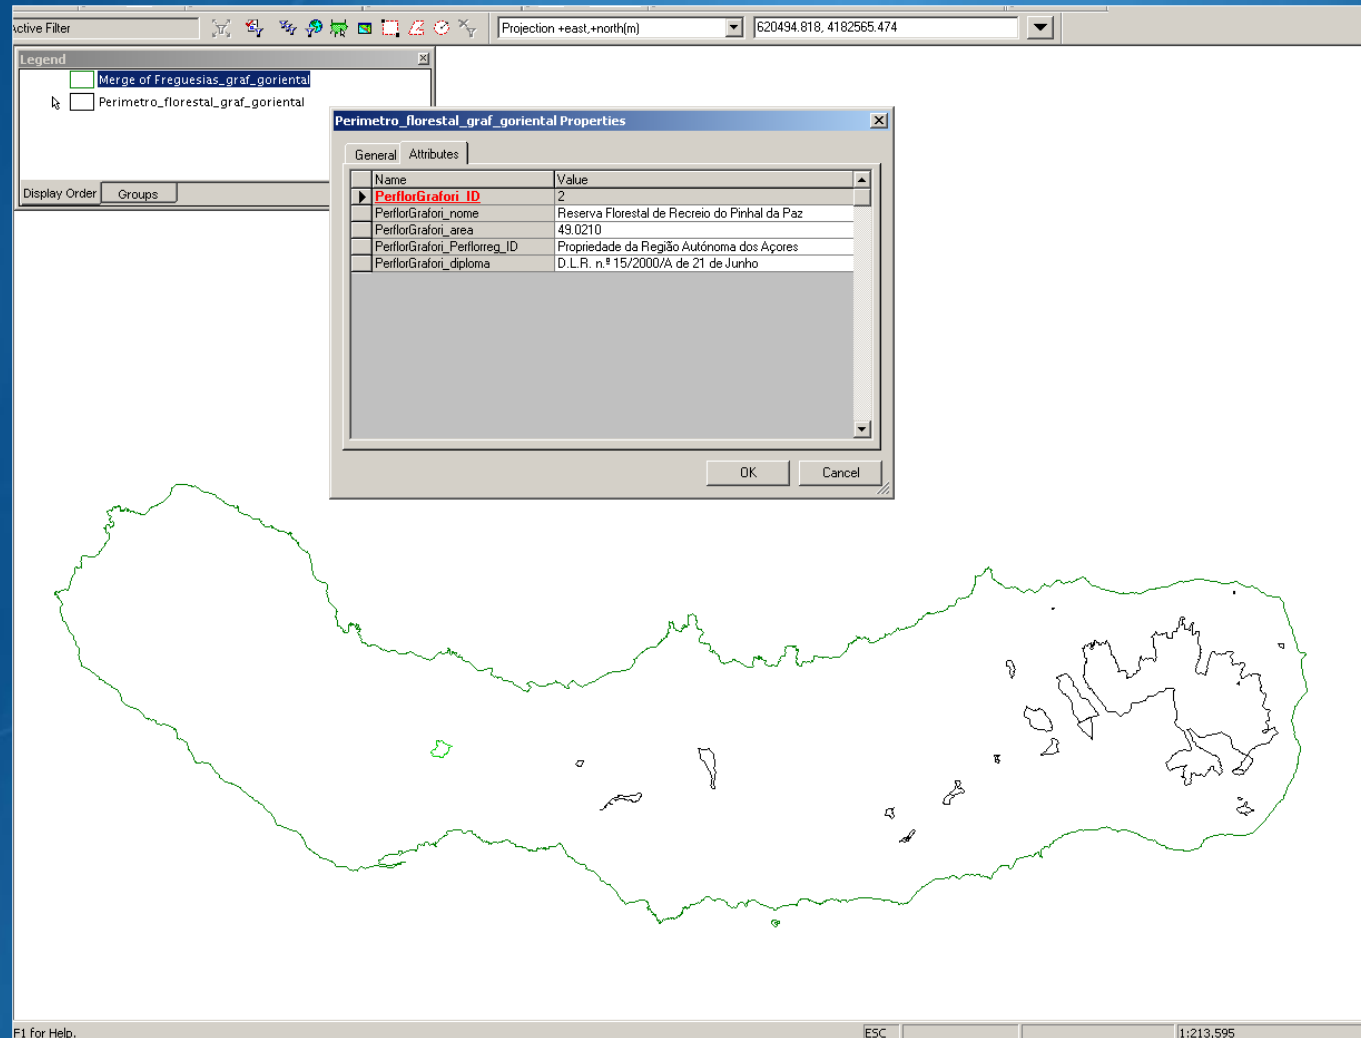 Active Filter
Projection +east,+north(m)
620494.818, 4182565.474
Legend
Merge of Freguesias_graf_goriental
Perimetro_florestal_graf_goriental
Display Order
Groups
Perimetro_florestal_graf_goriental Properties
General
Attributes
Name
Value
PerflorGrafori_ID
2
PerflorGrafori_nome
Reserva Florestal de Recreio do Pinhal da Paz
PerflorGrafori_area
49.0210
PerflorGrafori_Perflorreg_ID
Propriedade da Região Autónoma dos Açores
PerflorGrafori_diploma
D.L.R. n.º 15/2000/A de 21 de Junho
OK
Cancel
F1 for Help.
ESC
1:213.595